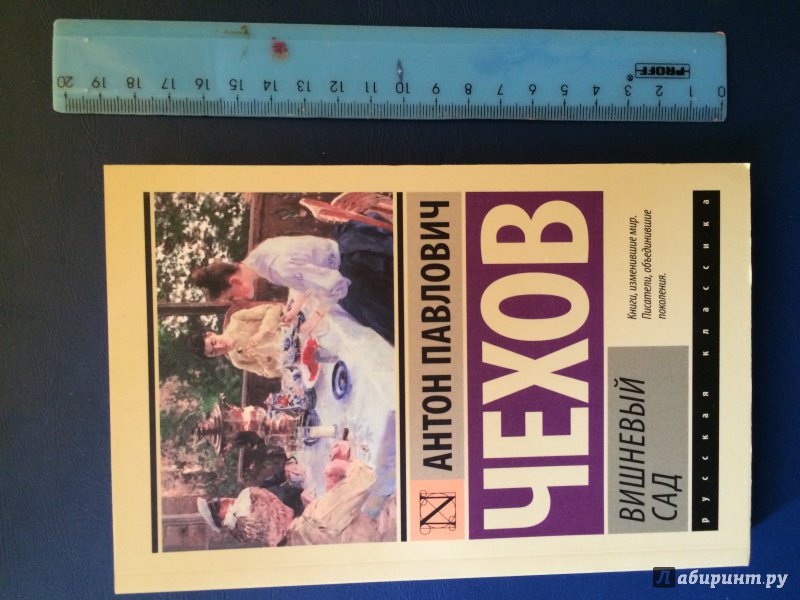 0 1 2 3 4 5 6 7 8 9 10 11 12 13 14 15 16 17 18 19 20
PROFF®
АНТОН ПАВЛОВИЧ
ЧЕХОВ
ВИШНЕВЫЙ
САД
Книги, изменившие мир.
Писатели, объединившие
поколения.
русская классика
Лабиринт.ру